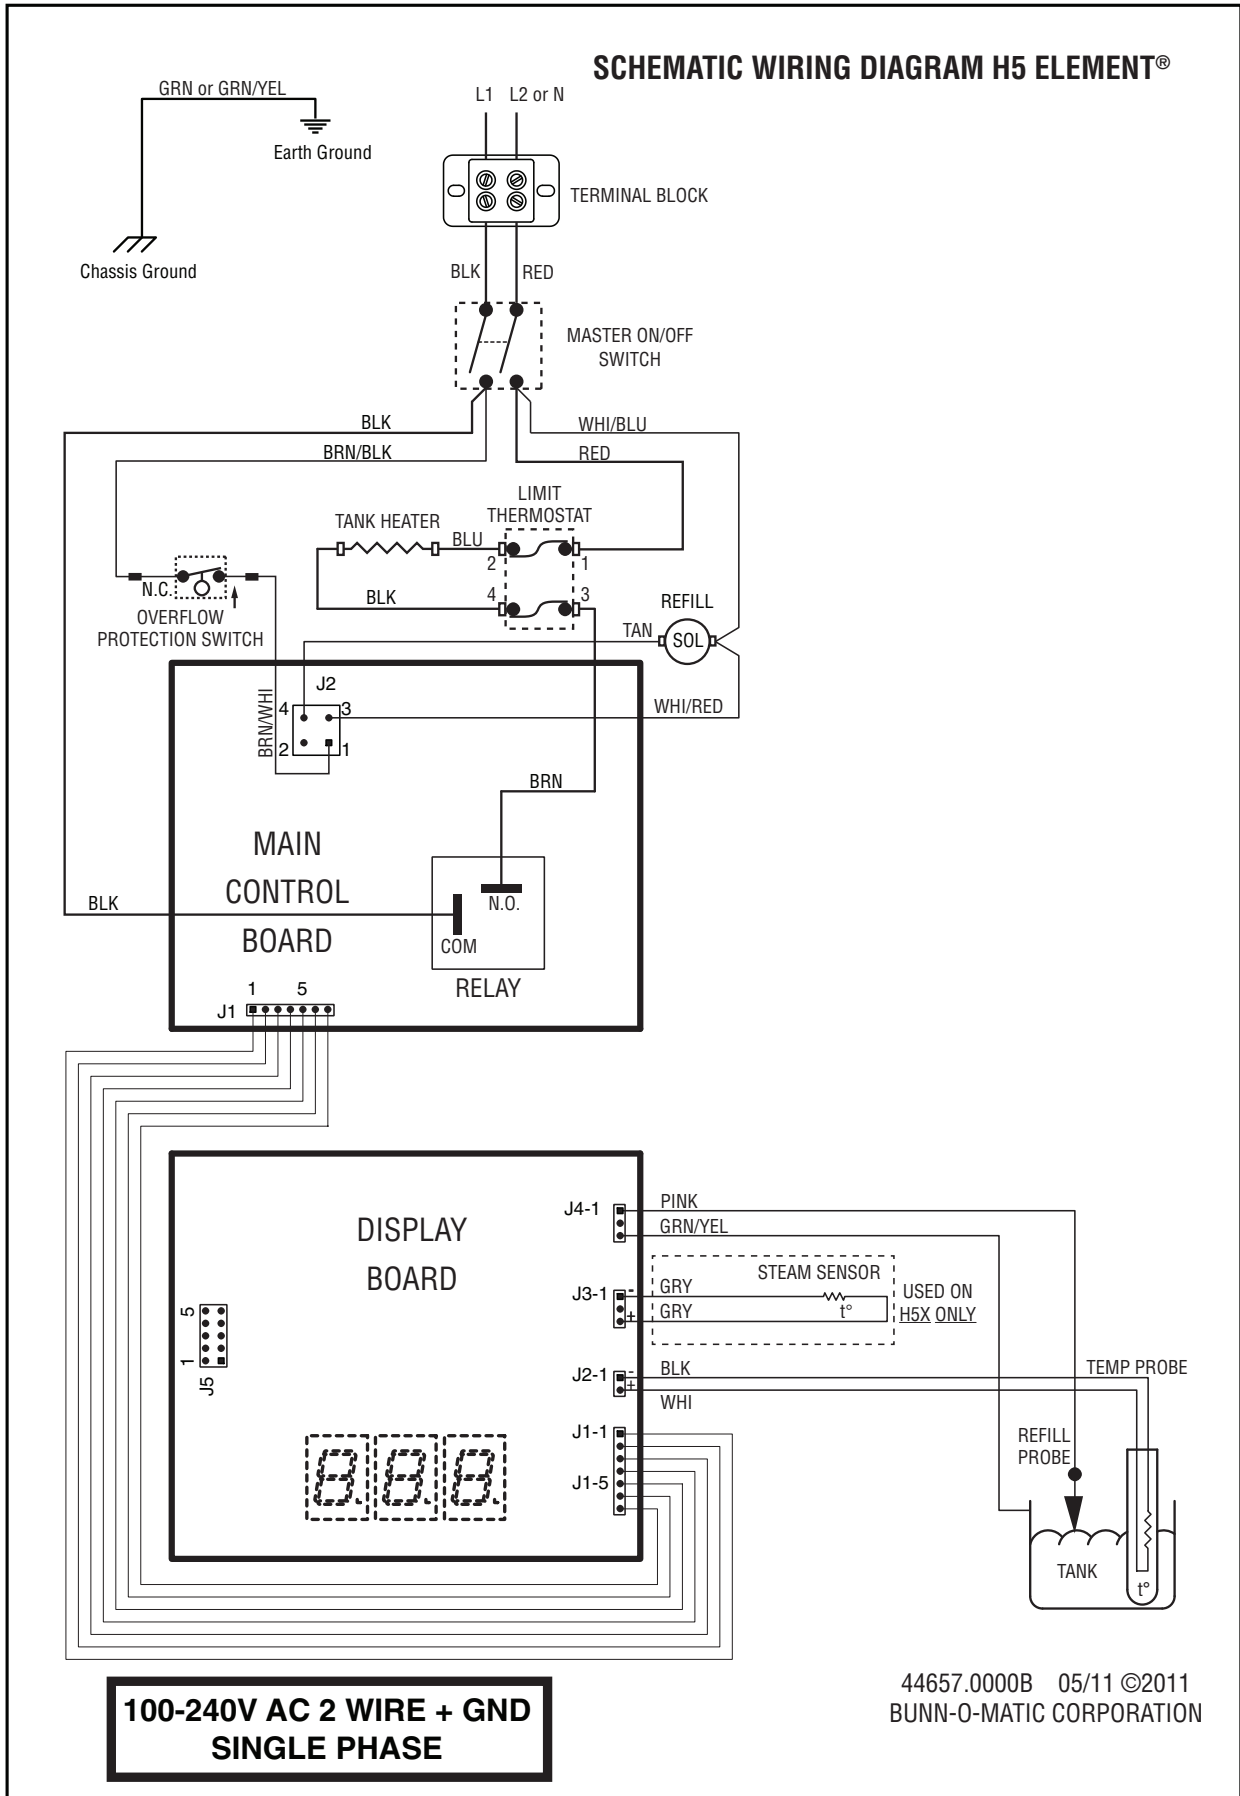 SCHEMATIC WIRING DIAGRAM H5 ELEMENT®
GRN or GRN/YEL
Earth Ground
Chassis Ground
L1 L2 or N
TERMINAL BLOCK
BLK RED
MASTER ON/OFF
SWITCH
BLK
WHI/BLU
BRN/BLK
RED
LIMIT
THERMOSTAT
TANK HEATER
BLU
2
1
4
3
BLK
N.C.
OVERFLOW
PROTECTION SWITCH
REFILL
TAN
SOL
J2
4
3
2
1
BRN/WHI
WHI/RED
BRN
MAIN
CONTROL
BOARD
BLK
N.O.
COM
RELAY
1 5
J1
DISPLAY
BOARD
J4-1
PINK
GRN/YEL
STEAM SENSOR
J3-1
-
GRY
+
GRY
t°
USED ON
H5X ONLY
5
1
J5
J2-1
-
BLK
+
WHI
TEMP PROBE
J1-1
J1-5
8.8.8.
REFILL
PROBE
TANK
t°
100-240V AC 2 WIRE + GND
SINGLE PHASE
44657.0000B 05/11 ©2011
BUNN-O-MATIC CORPORATION